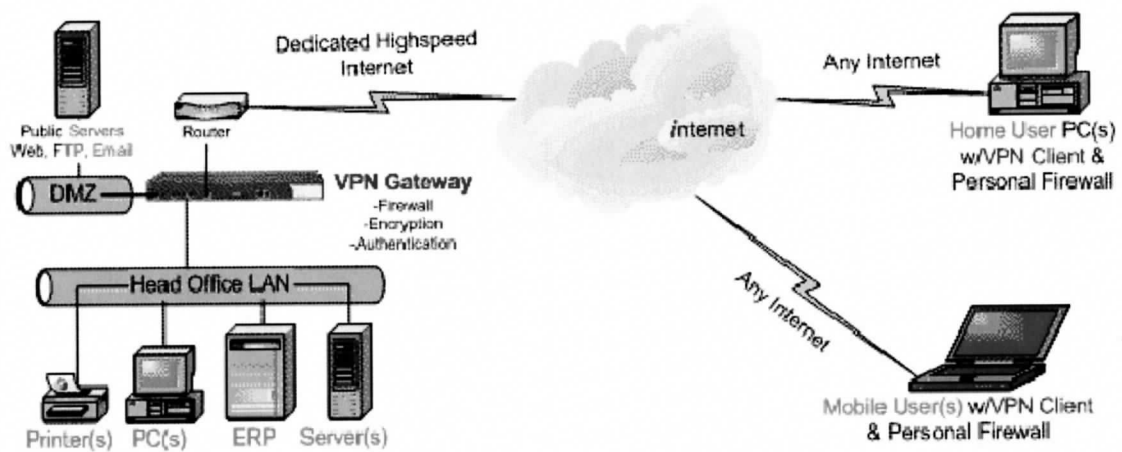 Dedicated Highspeed
Internet
Any Internet
Public Servers
Web, FTP, Email
Router
internet
Home User PC(s)
w/VPN Client &
Personal Firewall
DMZ
VPN Gateway
-Firewall
-Encryption
-Authentication
Head Office LAN
Any Internet
Printer(s)
PC(s)
ERP
Server(s)
Mobile User(s) w/VPN Client
& Personal Firewall